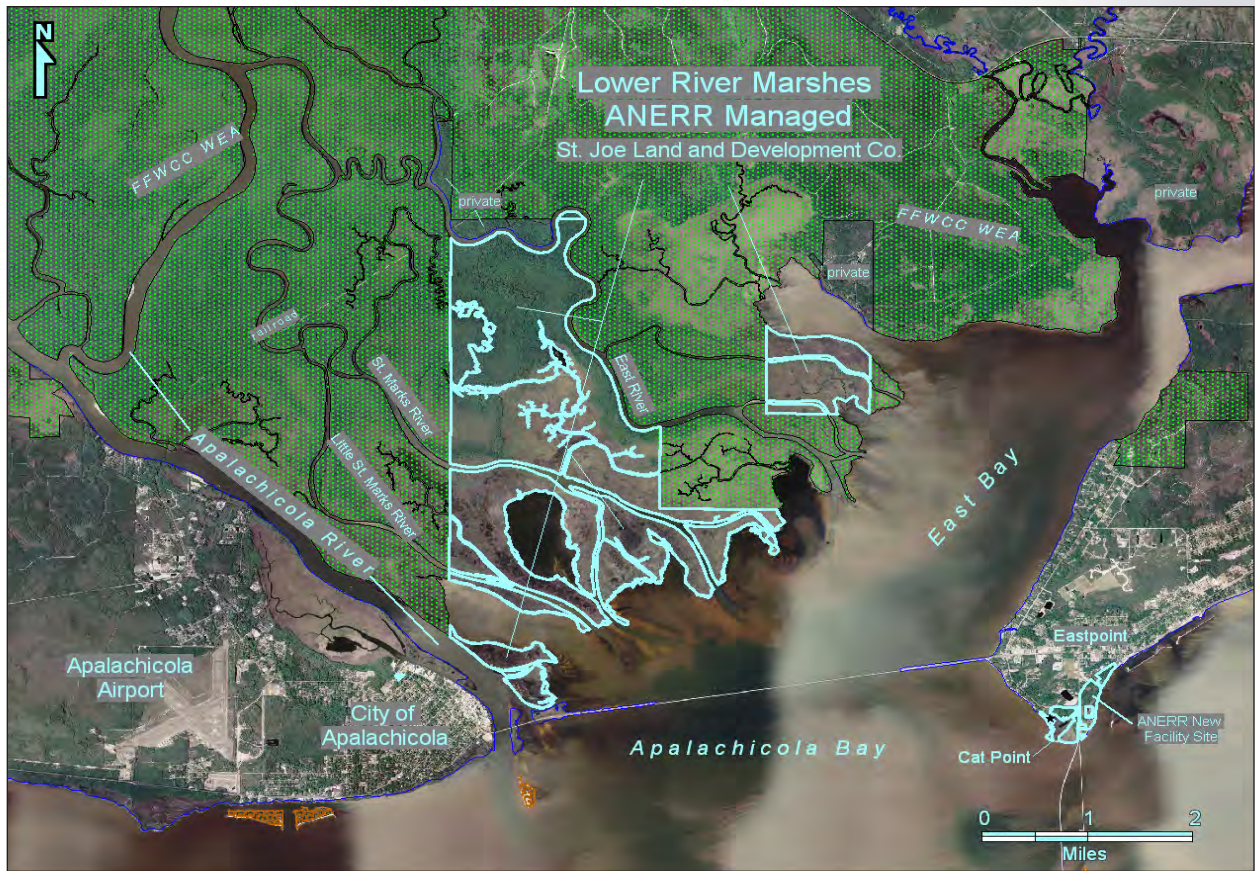 N
Lower River Marshes
ANERR Managed
St. Joe Land and Development Co.
FFWCC WEA
private
private
FFWCC WEA
private
railroad
St. Marks River
East River
Little St. Marks River
Apalachicola River
East Bay
Eastpoint
Apalachicola
Airport
City of
Apalachicola
ANERR New
Facility Site
Apalachicola Bay
Cat Point
0 1 2
Miles